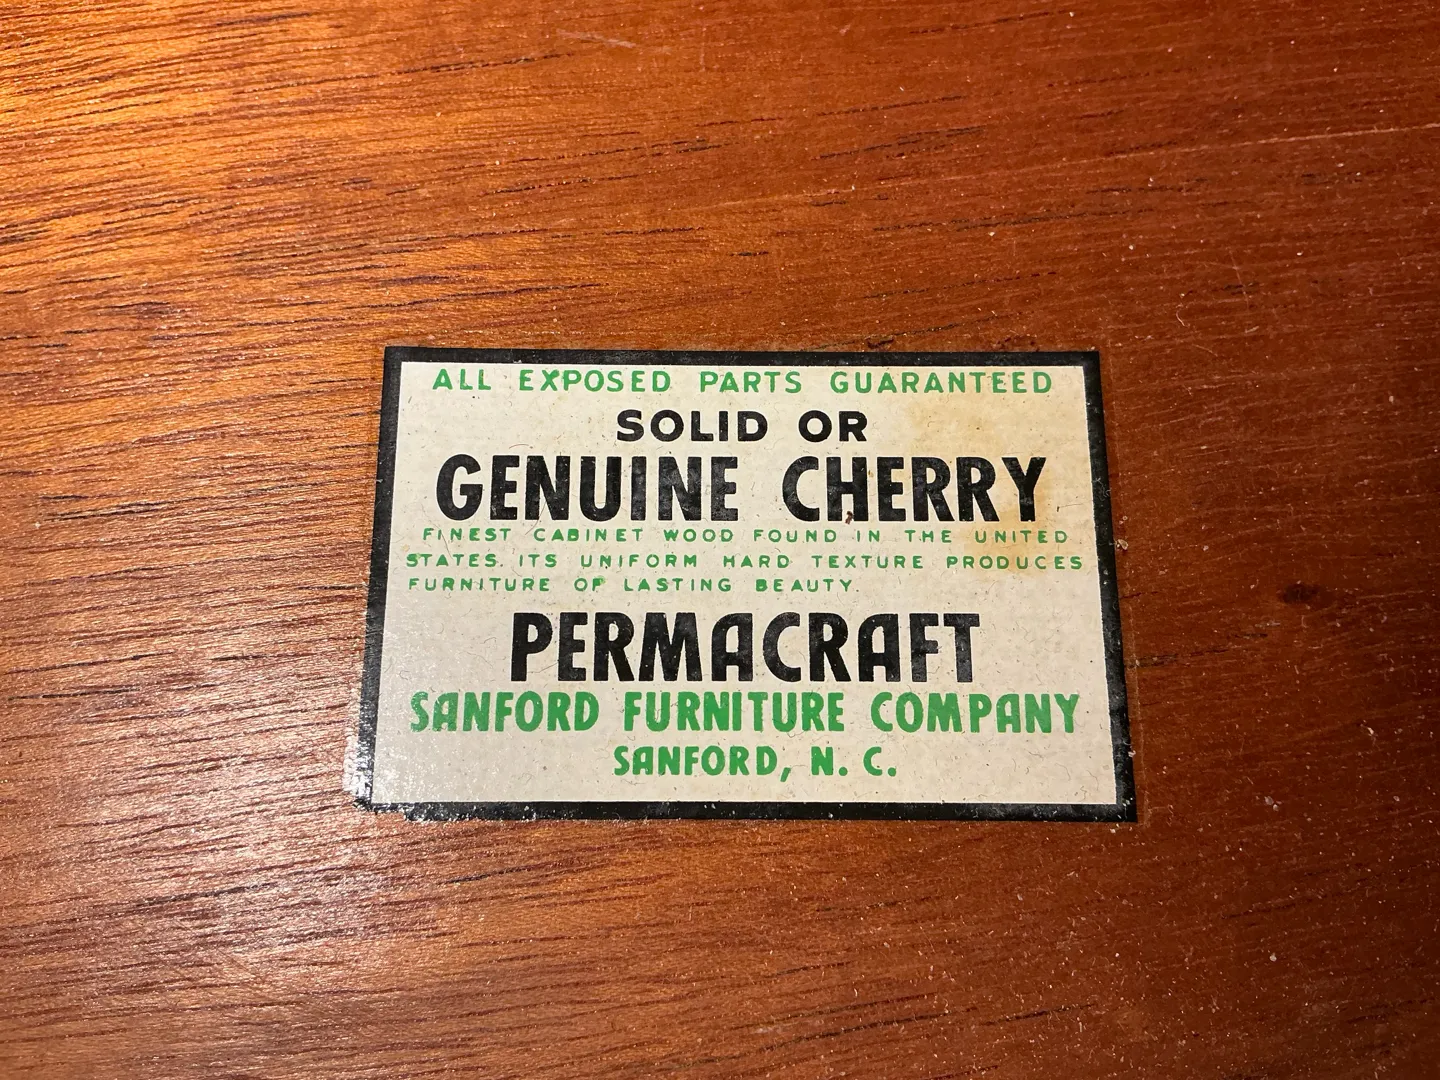 ALL EXPOSED PARTS GUARANTEED
SOLID OR
GENUINE CHERRY
FINEST CABINET WOOD FOUND IN THE UNITED
STATES. ITS UNIFORM HARD TEXTURE PRODUCES
FURNITURE OF LASTING BEAUTY.
PERMACRAFT
SANFORD FURNITURE COMPANY
SANFORD, N. C.